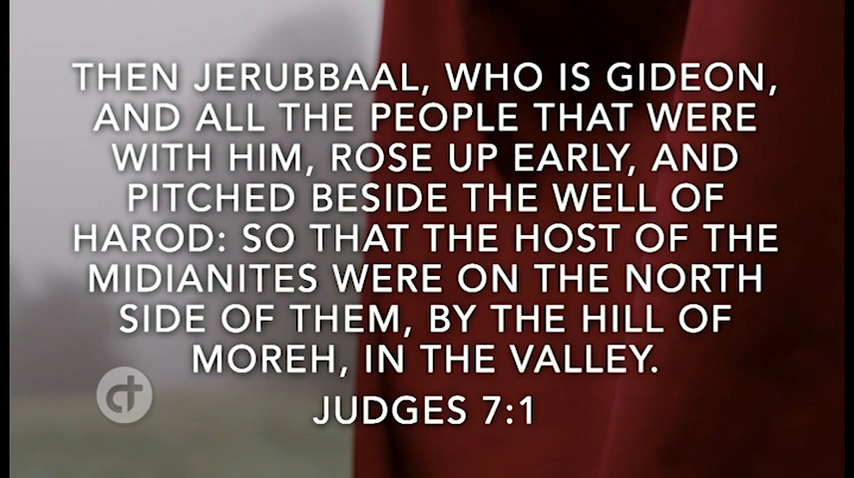 THEN JERUBBAAL, WHO IS GIDEON,
AND ALL THE PEOPLE THAT WERE
WITH HIM, ROSE UP EARLY, AND
PITCHED BESIDE THE WELL OF
HAROD: SO THAT THE HOST OF THE
MIDIANITES WERE ON THE NORTH
SIDE OF THEM, BY THE HILL OF
MOREH, IN THE VALLEY.
JUDGES 7:1